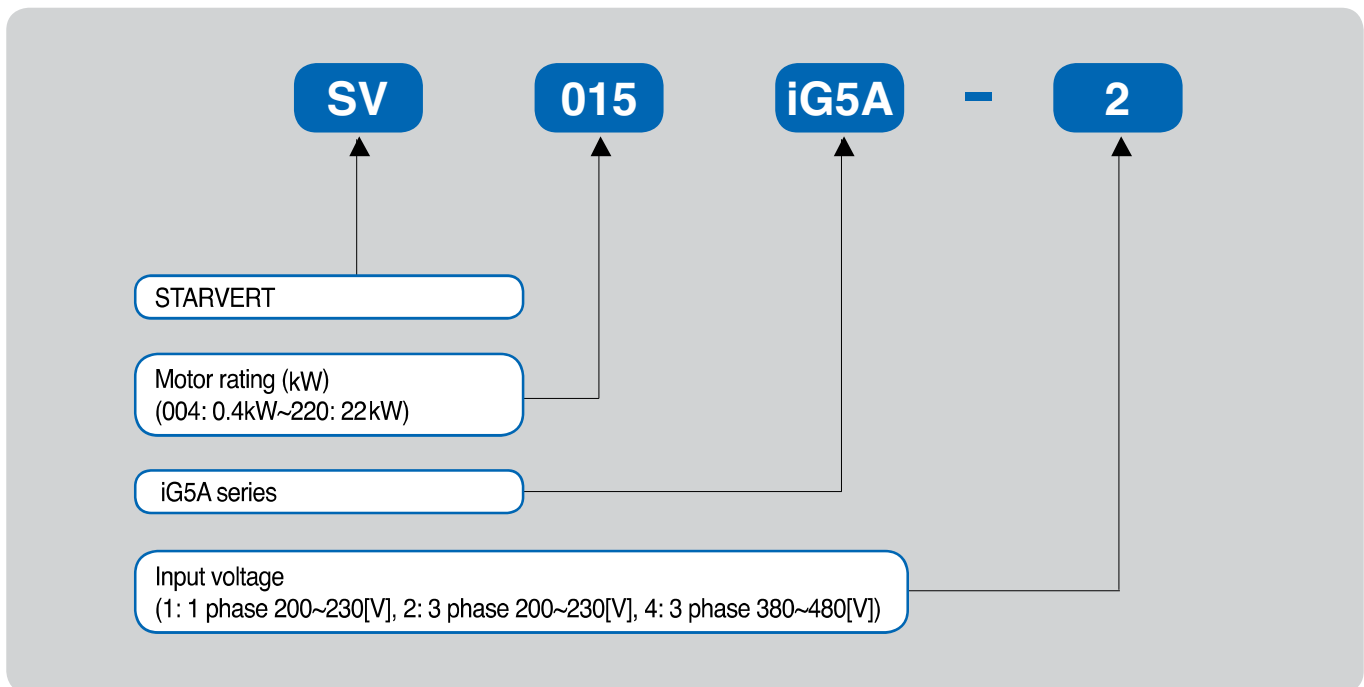 SV 015 iG5A - 2
STARVERT
Motor rating (kW)
(004: 0.4kW~220: 22kW)
iG5A series
Input voltage
(1: 1 phase 200~230[V], 2: 3 phase 200~230[V], 4: 3 phase 380~480[V])